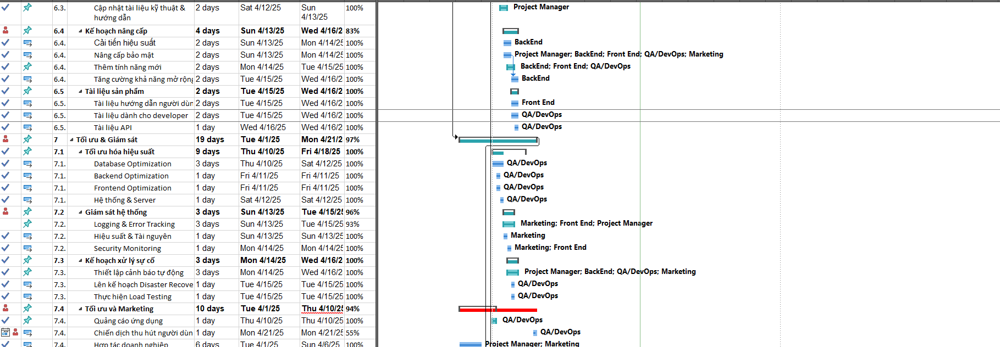 6.3. Cập nhật tài liệu kỹ thuật & 2 days Sat 4/12/25 Sun 100% Project Manager
hướng dẫn 4/13/25
6.4 Kế hoạch nâng cấp 4 days Sun 4/13/25 Wed 4/16/2 83%
6.4. Cải tiến hiệu suất 2 days Sun 4/13/25 Mon 4/14/25 100% BackEnd
6.4. Nâng cấp bảo mật 2 days Sun 4/13/25 Mon 4/14/25 100% Project Manager; BackEnd; Front End; QA/DevOps; Marketing
6.4. Thêm tính năng mới 2 days Mon 4/14/25 Tue 4/15/25 100% BackEnd; Front End; QA/DevOps
6.4. Tăng cường khả năng mở rộng 2 days Tue 4/15/25 Wed 4/16/2 100% BackEnd
6.5 Tài liệu sản phẩm 2 days Tue 4/15/25 Wed 4/16/2 100%
6.5. Tài liệu hướng dẫn người dùn 2 days Tue 4/15/25 Wed 4/16/2 100% Front End
6.5. Tài liệu dành cho developer 2 days Tue 4/15/25 Wed 4/16/2 100% QA/DevOps
6.5. Tài liệu API 1 day Wed 4/16/25 Wed 4/16/2 100% QA/DevOps
7 Tối ưu & Giám sát 19 days Tue 4/1/25 Mon 4/21/2 97%
7.1 Tối ưu hóa hiệu suất 9 days Thu 4/10/25 Fri 4/18/25 100%
7.1. Database Optimization 3 days Thu 4/10/25 Sat 4/12/25 100% QA/DevOps
7.1. Backend Optimization 1 day Fri 4/11/25 Fri 4/11/25 100% QA/DevOps
7.1. Frontend Optimization 1 day Fri 4/11/25 Fri 4/11/25 100% QA/DevOps
7.1. Hệ thống & Server 1 day Sat 4/12/25 Sat 4/12/25 100% QA/DevOps
7.2 Giám sát hệ thống 3 days Sun 4/13/25 Tue 4/15/25 96%
7.2. Logging & Error Tracking 3 days Sun 4/13/25 Tue 4/15/25 93% Marketing; Front End; Project Manager
7.2. Hiệu suất & Tài nguyên 1 day Sun 4/13/25 Sun 4/13/25 100% Marketing
7.2. Security Monitoring 1 day Mon 4/14/25 Mon 4/14/25 100% Marketing; Front End
7.3 Kế hoạch xử lý sự cố 3 days Mon 4/14/25 Wed 4/16/2 100%
7.3. Thiết lập cảnh báo tự động 3 days Mon 4/14/25 Wed 4/16/2 100% Project Manager; BackEnd; QA/DevOps; Marketing
7.3. Lên kế hoạch Disaster Recove 1 day Tue 4/15/25 Tue 4/15/25 100% QA/DevOps
7.3. Thực hiện Load Testing 1 day Tue 4/15/25 Tue 4/15/25 100% QA/DevOps
7.4 Tối ưu và Marketing 10 days Tue 4/1/25 Thu 4/10/25 94%
7.4. Quảng cáo ứng dụng 1 day Thu 4/10/25 Thu 4/10/25 100% QA/DevOps
7.4. Chiến dịch thu hút người dùn 1 day Mon 4/21/25 Mon 4/21/25 55% QA/DevOps
7.4. Hợp tác doanh nghiệp 6 days Tue 4/1/25 Sun 4/6/25 100% Project Manager; Marketing